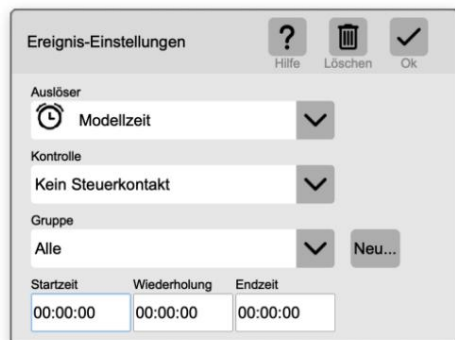 Ereignis-Einstellungen
Hilfe Löschen Ok
Auslöser
Modellzeit
Kontrolle
Kein Steuerkontakt
Gruppe
Alle Neu...
Startzeit Wiederholung Endzeit
00:00:00 00:00:00 00:00:00